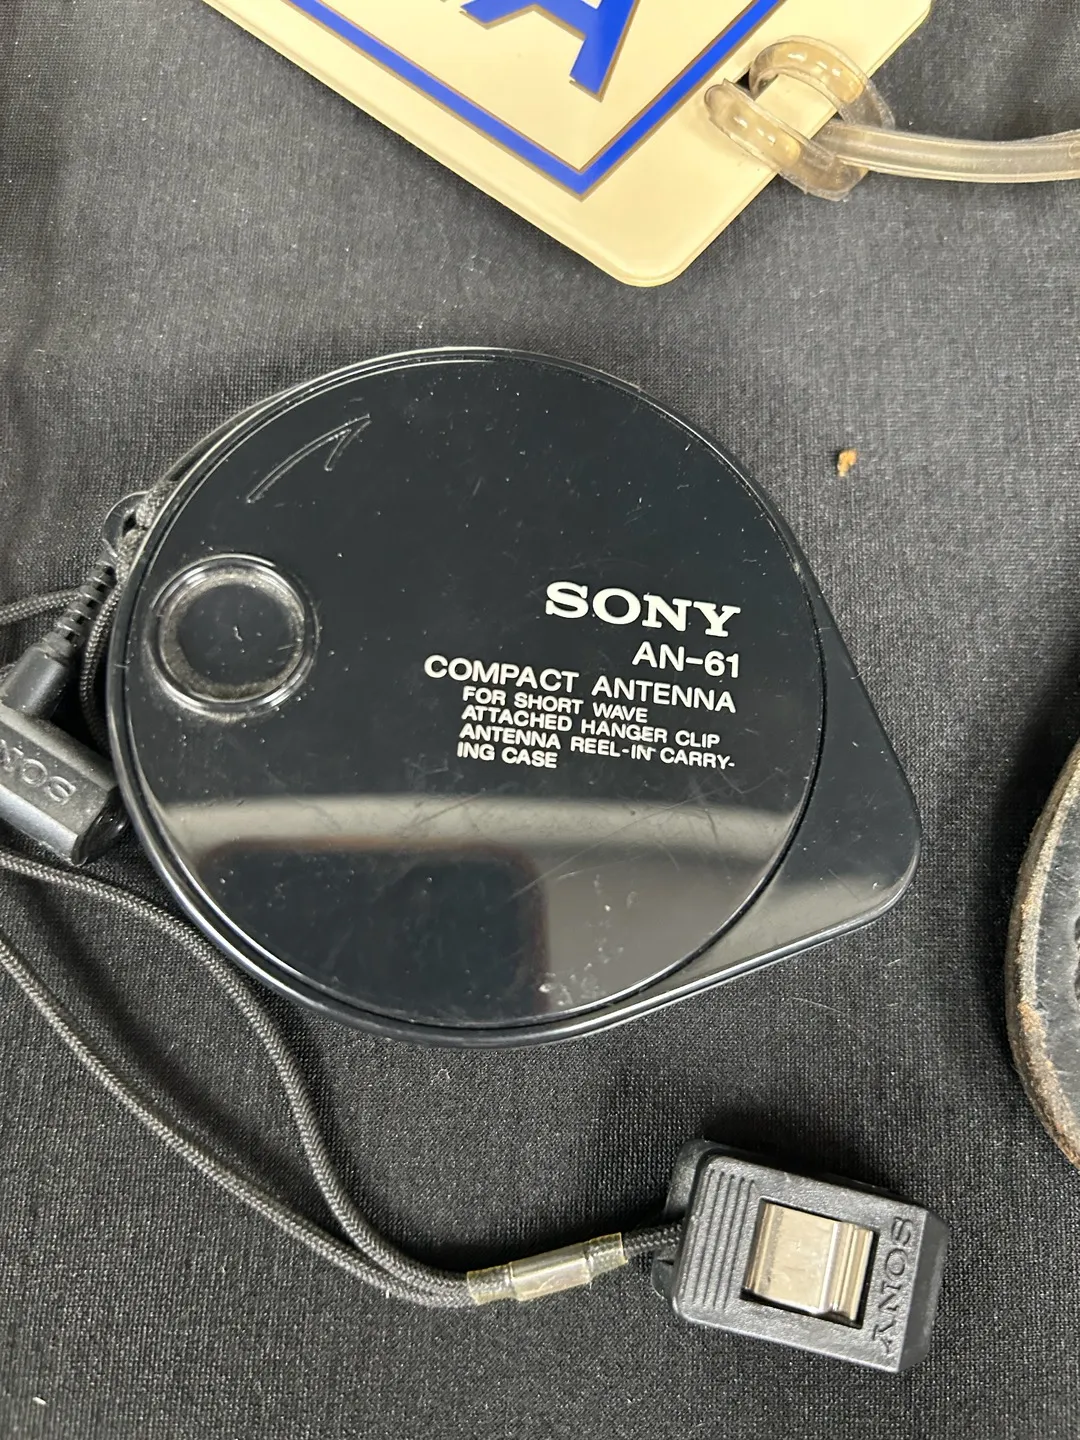 A
SONY
AN-61
COMPACT ANTENNA
FOR SHORT WAVE
ATTACHED HANGER CLIP
ANTENNA REEL-IN CARRY-
ING CASE
SONY
SONY